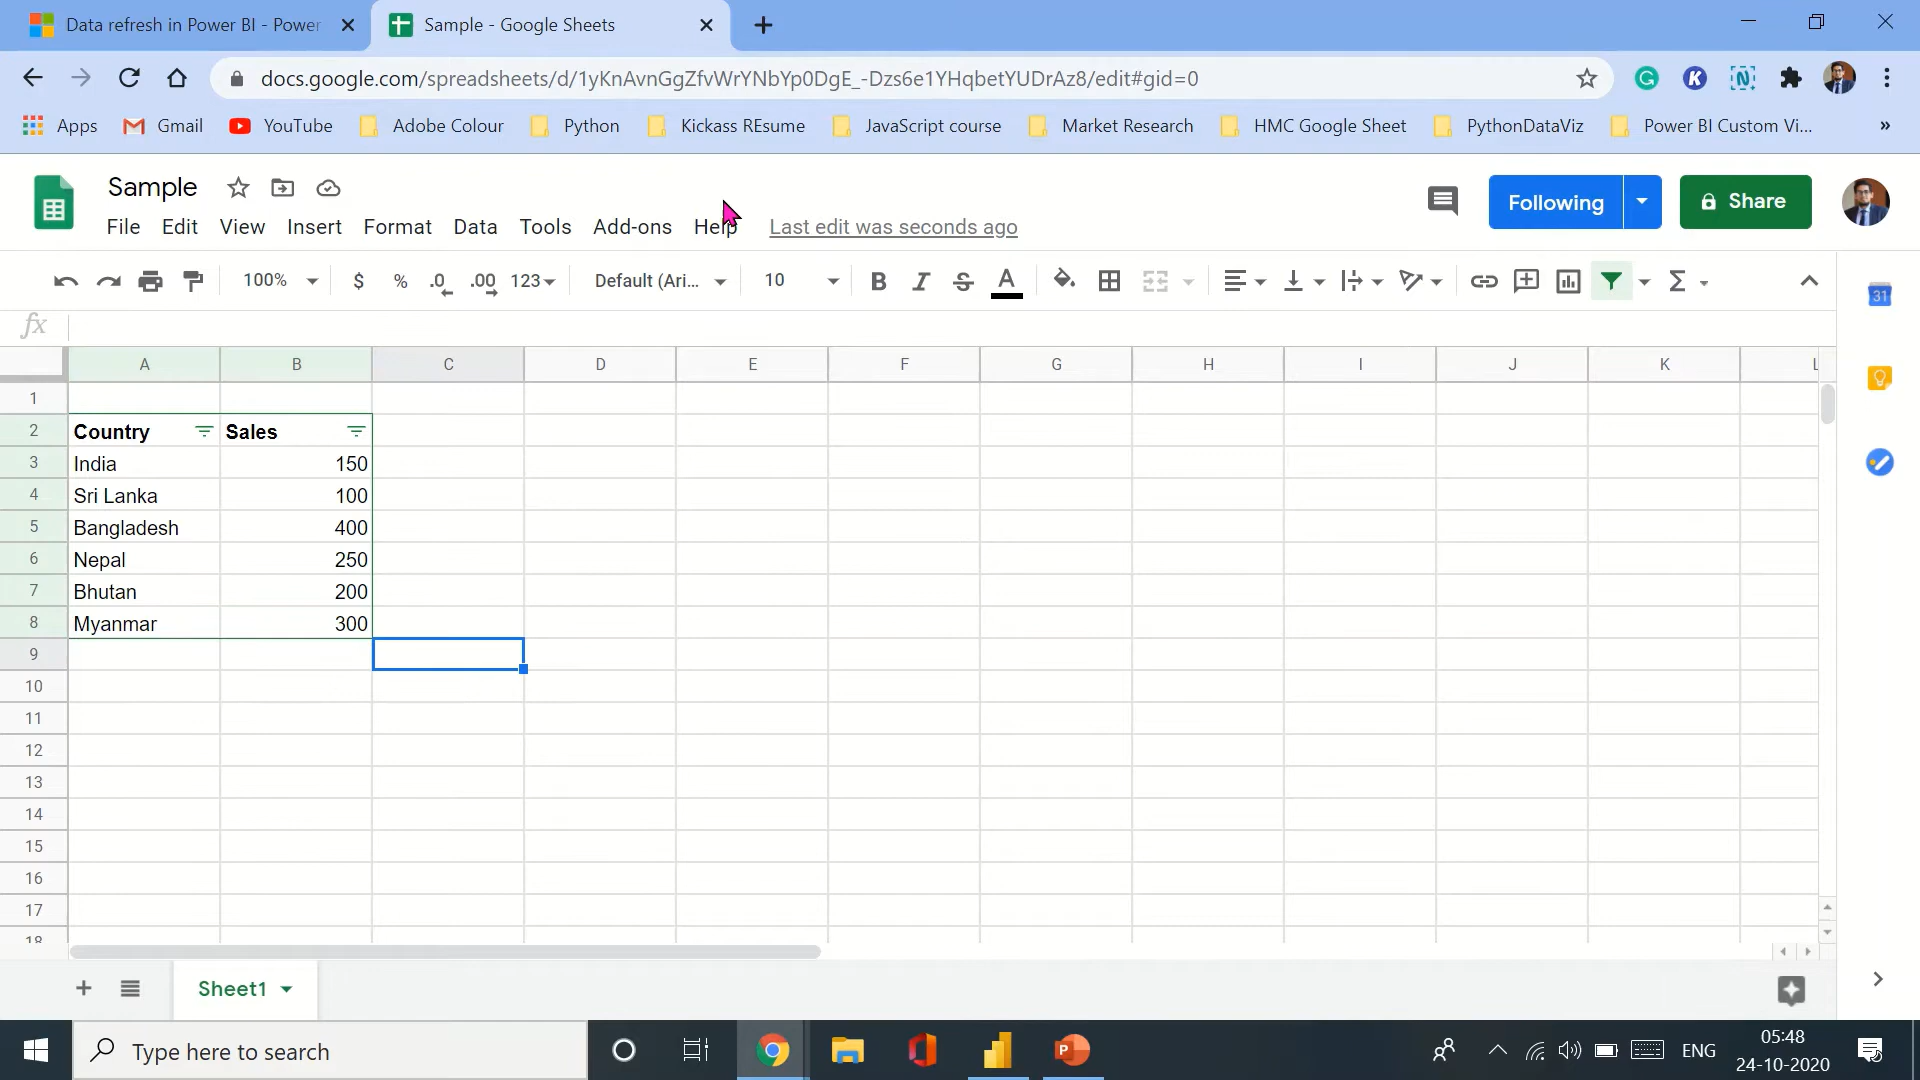 Data refresh in Power BI - Power
Sample - Google Sheets
docs.google.com/spreadsheets/d/1yKnAvnGgZfvWrYNbYp0DgE_-Dzs6e1YHqbetYUDrAz8/edit#gid=0
Apps Gmail YouTube Adobe Colour Python Kickass REsume JavaScript course Market Research HMC Google Sheet PythonDataViz Power BI Custom Vi... »
Sample
Following Share
File Edit View Insert Format Data Tools Add-ons Help Last edit was seconds ago
100% $ % .0 .00 123 Default (Ari... 10 B I S A Σ
31
fx
A B C D E F G H I J K L
1
2 Country Sales
3 India 150
4 Sri Lanka 100
5 Bangladesh 400
6 Nepal 250
7 Bhutan 200
8 Myanmar 300
9
10
11
12
13
14
15
16
17
18
Sheet1
Type here to search
ENG
05:48
24-10-2020